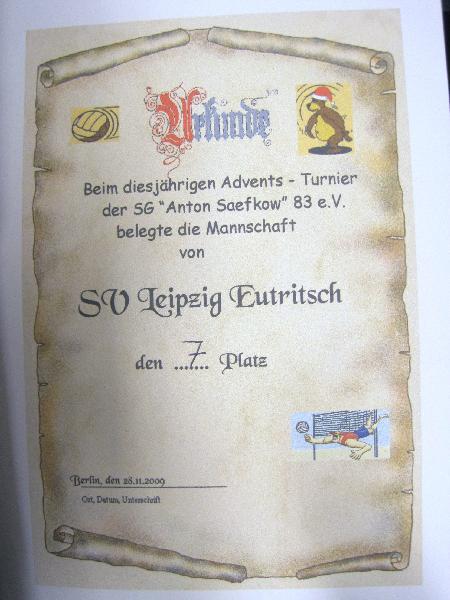 Urkunde
Beim diesjährigen Advents - Turnier
der SG "Anton Saefkow" 83 e.V.
belegte die Mannschaft
von
SV Leipzig Eutritsch
den ...7... Platz
Berlin, den 28.11.2009
Ort, Datum, Unterschrift